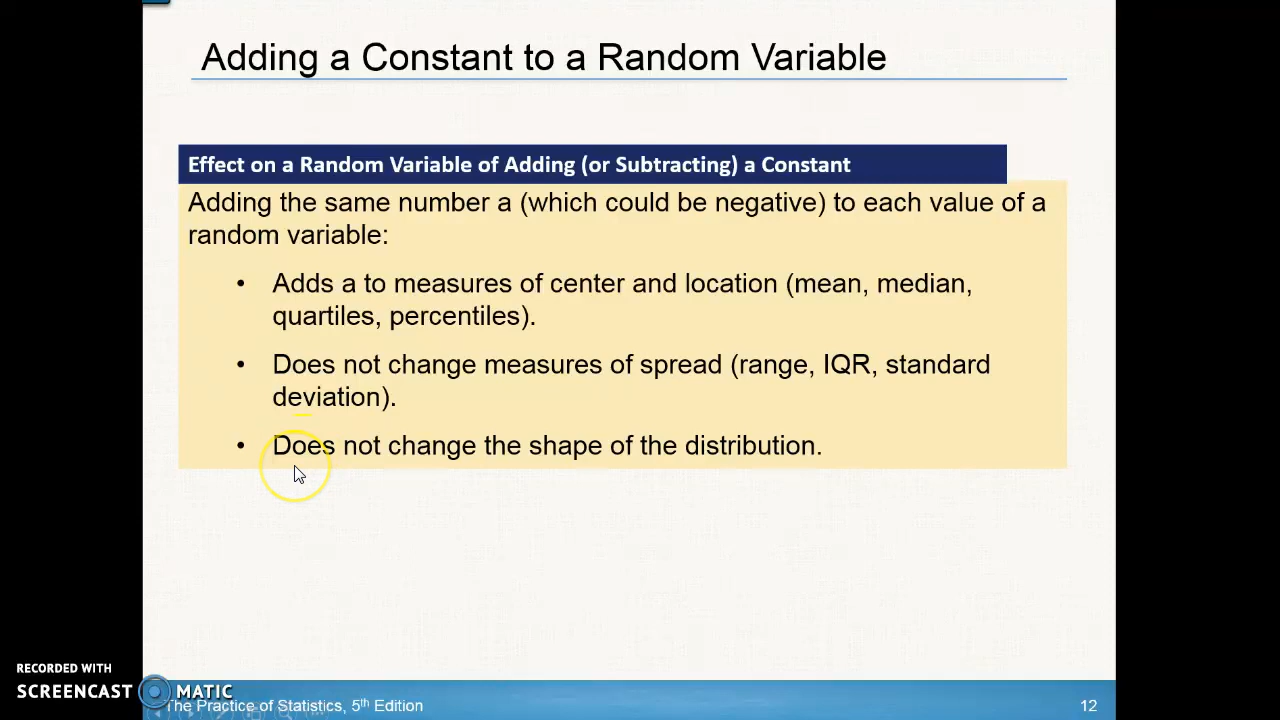 Adding a Constant to a Random Variable
Effect on a Random Variable of Adding (or Subtracting) a Constant
Adding the same number a (which could be negative) to each value of a
random variable:
• Adds a to measures of center and location (mean, median,
quartiles, percentiles).
• Does not change measures of spread (range, IQR, standard
deviation).
• Does not change the shape of the distribution.
RECORDED WITH
SCREENCAST MATIC
The Practice of Statistics, 5th Edition
12